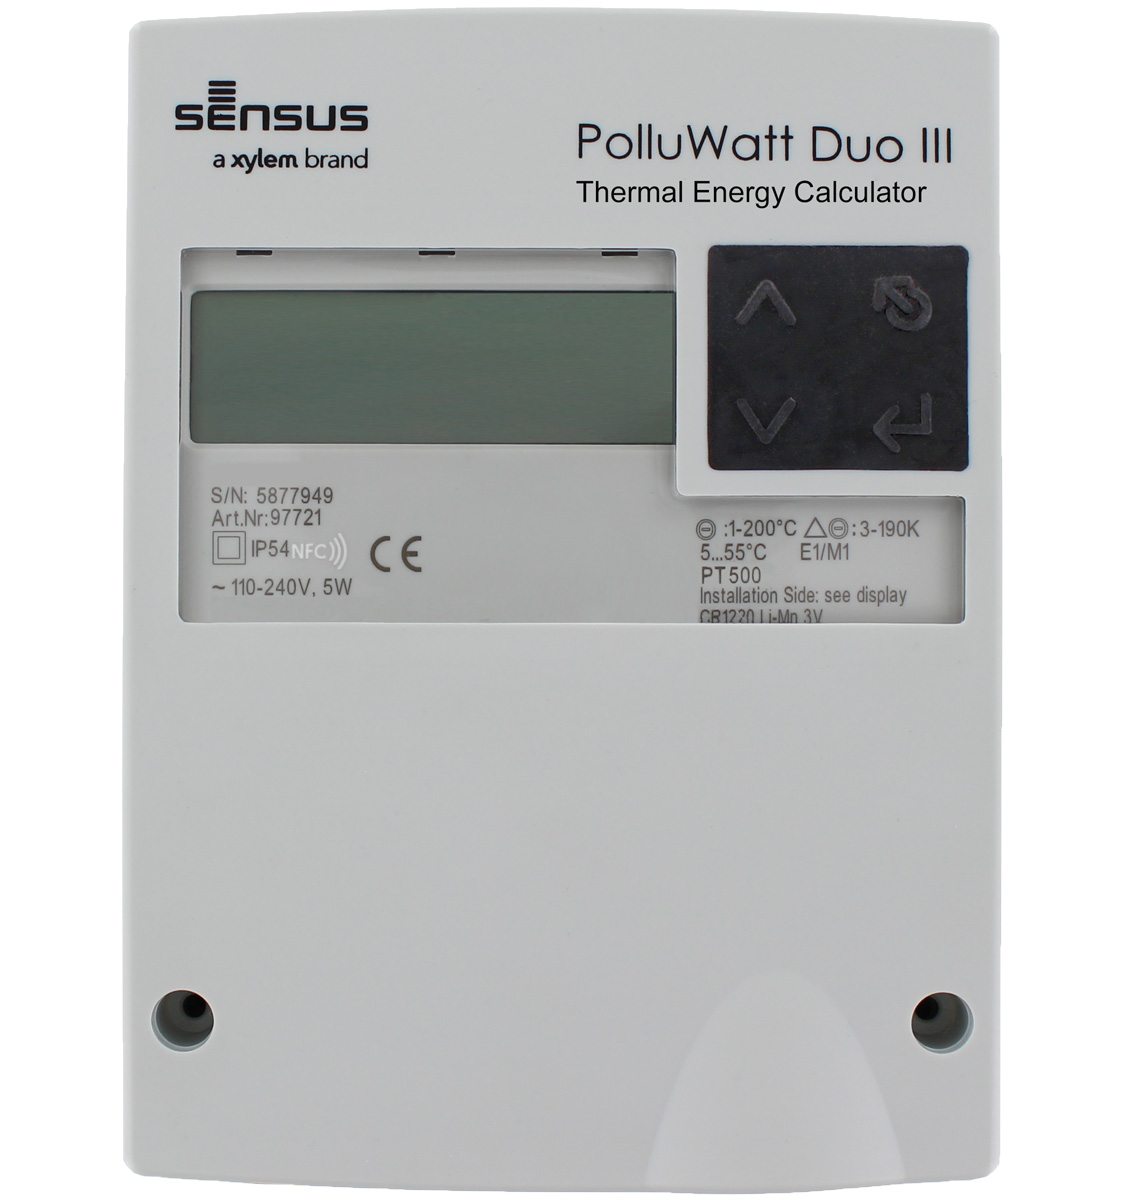 sensus
a xylem brand
PolluWatt Duo III
Thermal Energy Calculator
S/N: 5877949
Art.Nr:97721
IP54 NFC
CE
~ 110-240V, 5W
:1-200°C △ :3-190K
5...55°C E1/M1
PT500
Installation Side: see display
CR1220 Li-Mn 3V